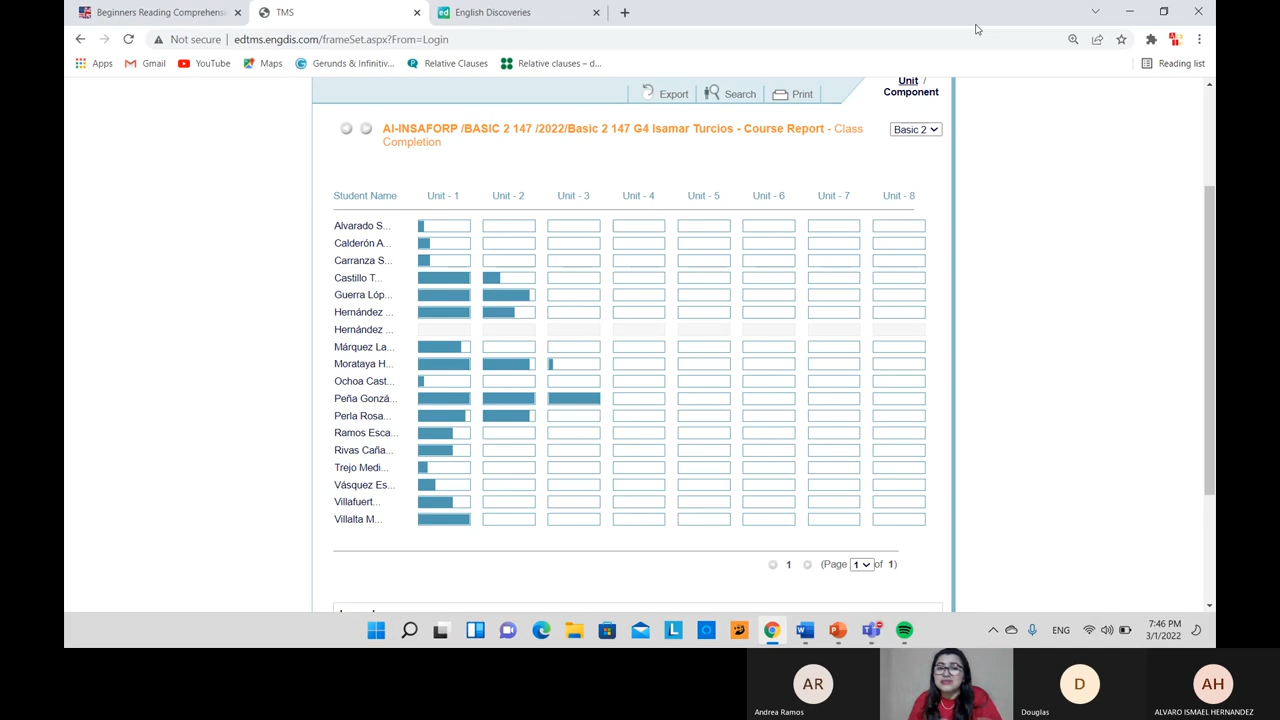 Beginners Reading Comprehens
TMS
English Discoveries
Not secure
edtms.engdis.com/frameSet.aspx?From=Login
Apps
Gmail
YouTube
Maps
Gerunds & Infinitiv...
Relative Clauses
Relative clauses – d...
Reading list
Export
Search
Print
Unit /
Component
AI-INSAFORP /BASIC 2 147 /2022/Basic 2 147 G4 Isamar Turcios - Course Report - Class
Completion
Basic 2
Student Name Unit - 1 Unit - 2 Unit - 3 Unit - 4 Unit - 5 Unit - 6 Unit - 7 Unit - 8
Alvarado S...
Calderón A...
Carranza S...
Castillo T...
Guerra Lóp...
Hernández ...
Hernández ...
Márquez La...
Morataya H...
Ochoa Cast...
Peña Gonzá...
Perla Rosa...
Ramos Esca...
Rivas Caña...
Trejo Medi...
Vásquez Es...
Villafuert...
Villalta M...
1 (Page 1 of 1)
ENG
7:46 PM
3/1/2022
AR
Andrea Ramos
D
Douglas
AH
ALVARO ISMAEL HERNANDEZ